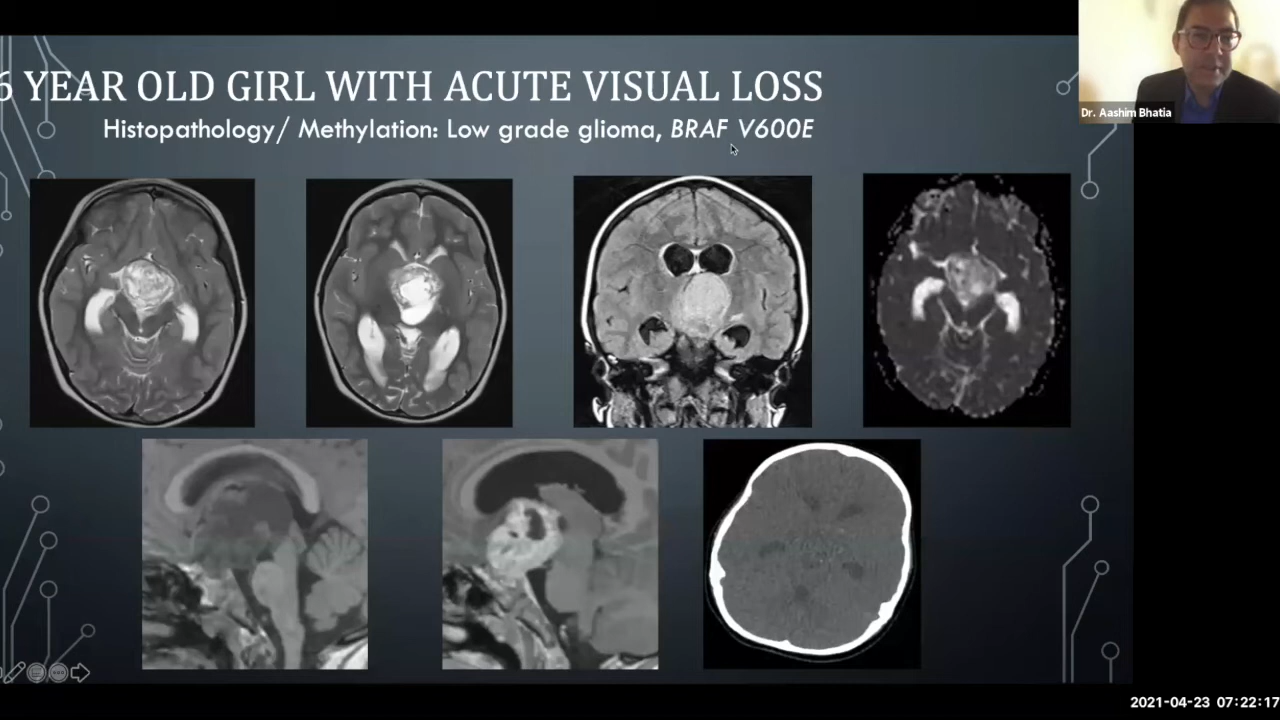 6 YEAR OLD GIRL WITH ACUTE VISUAL LOSS
Histopathology/ Methylation: Low grade glioma, BRAF V600E
Dr. Aashim Bhatia
2021-04-23 07:22:17